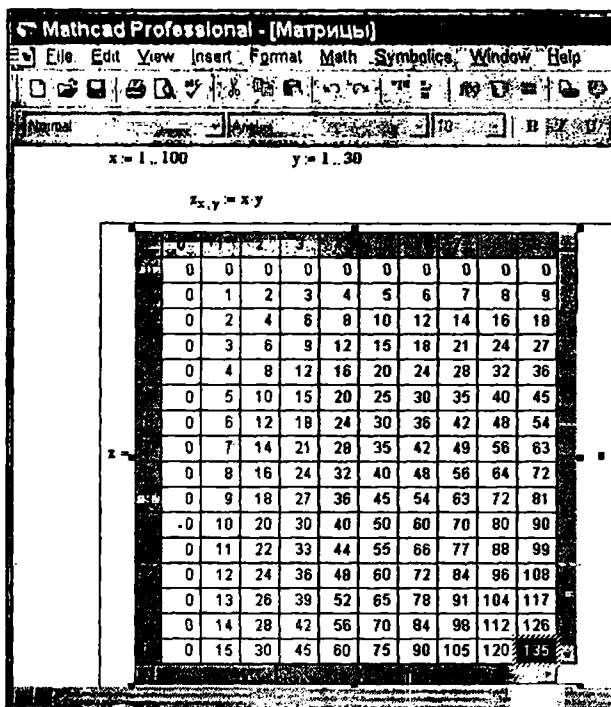 Mathcad Professional - [Матрицы]
File Edit View Insert Format Math Symbolics Window Help
Normal 10 B
x := 1 .. 100 y := 1 .. 30
z x, y := x·y
0 1 2 3
0 0 0 0 0 0 0 0 0 0
0 1 2 3 4 5 6 7 8 9
0 2 4 6 8 10 12 14 16 18
0 3 6 9 12 15 18 21 24 27
0 4 8 12 16 20 24 28 32 36
0 5 10 15 20 25 30 35 40 45
0 6 12 18 24 30 36 42 48 54
z = 0 7 14 21 28 35 42 49 56 63
0 8 16 24 32 40 48 56 64 72
0 9 18 27 36 45 54 63 72 81
0 10 20 30 40 50 60 70 80 90
0 11 22 33 44 55 66 77 88 99
0 12 24 36 48 60 72 84 96 108
0 13 26 39 52 65 78 91 104 117
0 14 28 42 56 70 84 98 112 126
0 15 30 45 60 75 90 105 120 135